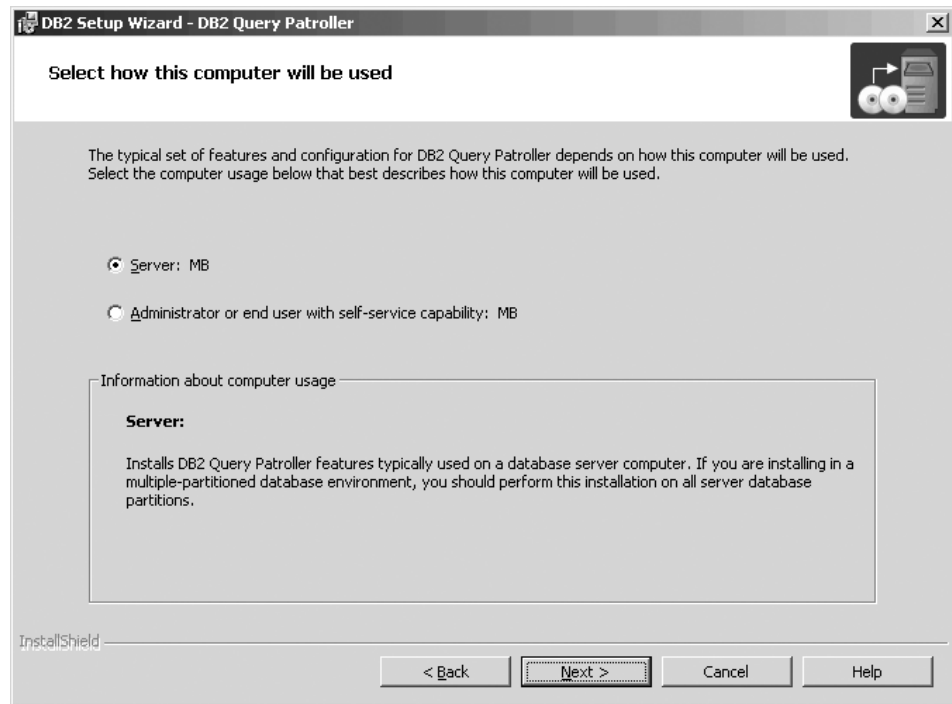 DB2 Setup Wizard - DB2 Query Patroller
Select how this computer will be used
The typical set of features and configuration for DB2 Query Patroller depends on how this computer will be used.
Select the computer usage below that best describes how this computer will be used.
Server: MB
Administrator or end user with self-service capability: MB
Information about computer usage
Server:
Installs DB2 Query Patroller features typically used on a database server computer. If you are installing in a
multiple-partitioned database environment, you should perform this installation on all server database
partitions.
InstallShield
< Back
Next >
Cancel
Help